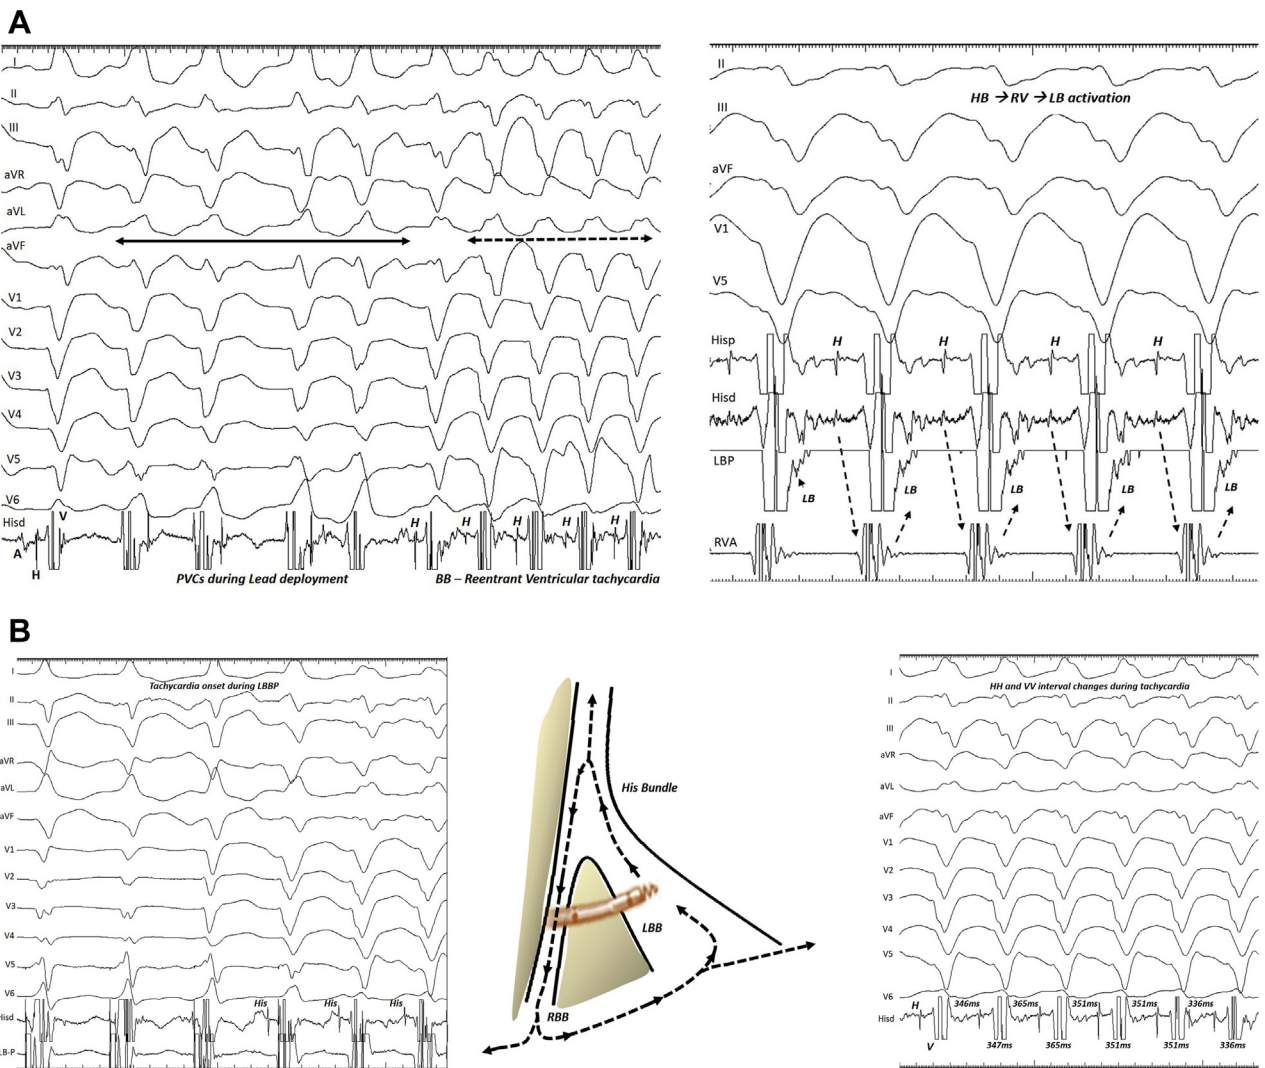 A
I
II
III
aVR
aVL
aVF
V1
V2
V3
V4
V5
V6
Hisd
A
H
V
H H H H H
PVCs during Lead deployment
BB – Reentrant Ventricular tachycardia
II
HB → RV → LB activation
III
aVF
V1
V5
Hisp
H H H H
Hisd
LBP
LB LB LB LB LB
RVA
B
I
Tachycardia onset during LBBP
II
III
aVR
aVL
aVF
V1
V2
V3
V4
V5
V6
His His His
Hisd
LB-P
His Bundle
LBB
RBB
I
HH and VV interval changes during tachycardia
II
III
aVR
aVL
aVF
V1
V2
V3
V4
V5
V6
H 346ms 365ms 351ms 351ms 336ms
Hisd
V 347ms 365ms 351ms 351ms 336ms